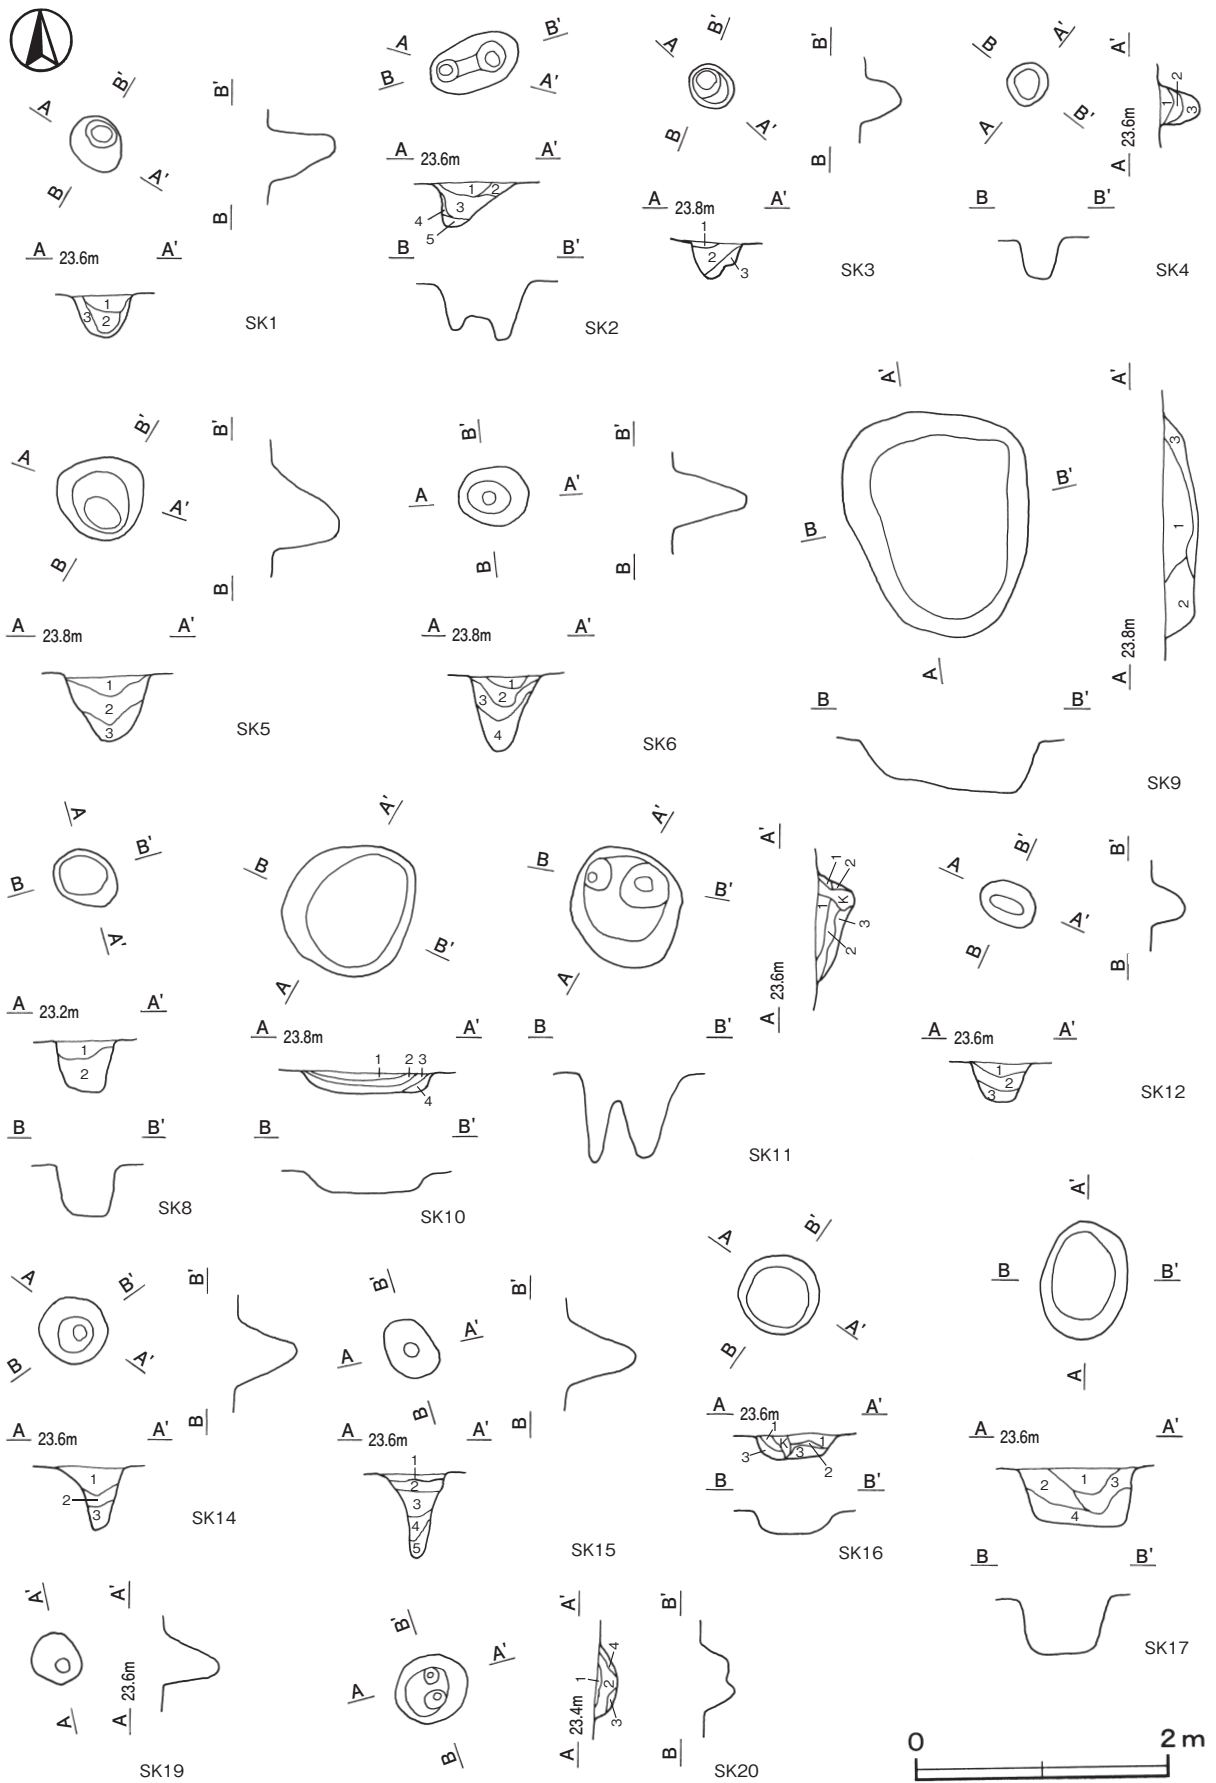 A B' A' B
B' B
A 23.6m A'
1 2 3
SK1
A B' B A'
A 23.6m A'
1 2 3 4 5
B B'
SK2
A B' B A'
B' B
A 23.8m A'
1 2 3
SK3
B A' A B'
A' 23.6m A
1 2 3
B B'
SK4
A B' A' B
B' B
A 23.8m A'
1 2 3
SK5
B' A A' B
B' B
A 23.8m A'
1 2 3 4
SK6
A' B' B A
A' 23.8m A
3 1 2
B B'
SK9
A B' B A'
A 23.2m A'
1 2
B B'
SK8
A' B B' A
A 23.8m A'
1 2 3 4
B B'
SK10
A' B B' A
A' 23.6m A
1 2 K 1 3 2
B B'
SK11
B' A A' B
B' B
A 23.6m A'
1 2 3
SK12
A B' B A'
B' B
A 23.6m A'
1 2 3
SK14
B' A' A B
B' B
A 23.6m A'
1 2 3 4 5
SK15
A B' A' B
A 23.6m A'
1 K 1 3 3 2
B B'
SK16
A' B B' A
A 23.6m A'
2 1 3 4
B B'
SK17
A' A
A' 23.6m A
SK19
B' A' A B
A' 23.4m A
4 1 2 3
B' B
SK20
0 2 m